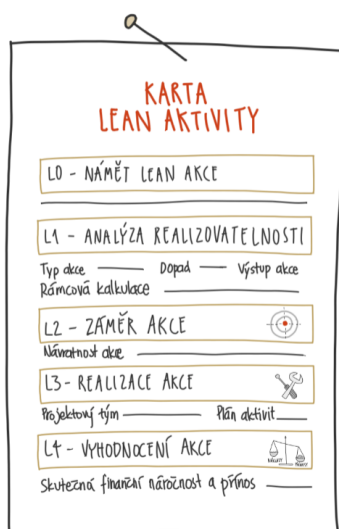 KARTA
LEAN AKTIVITY
L0 - NÁMĚT LEAN AKCE
L1 - ANALÝZA REALIZOVATELNOSTI
Typ akce Dopad Výstup akce
Rámcová kalkulace
L2 - ZÁMĚR AKCE
Návratnost akce
L3 - REALIZACE AKCE
Projektový tým Plán aktivit
L4 - VYHODNOCENÍ AKCE
Skutečná finanční náročnost a přínos